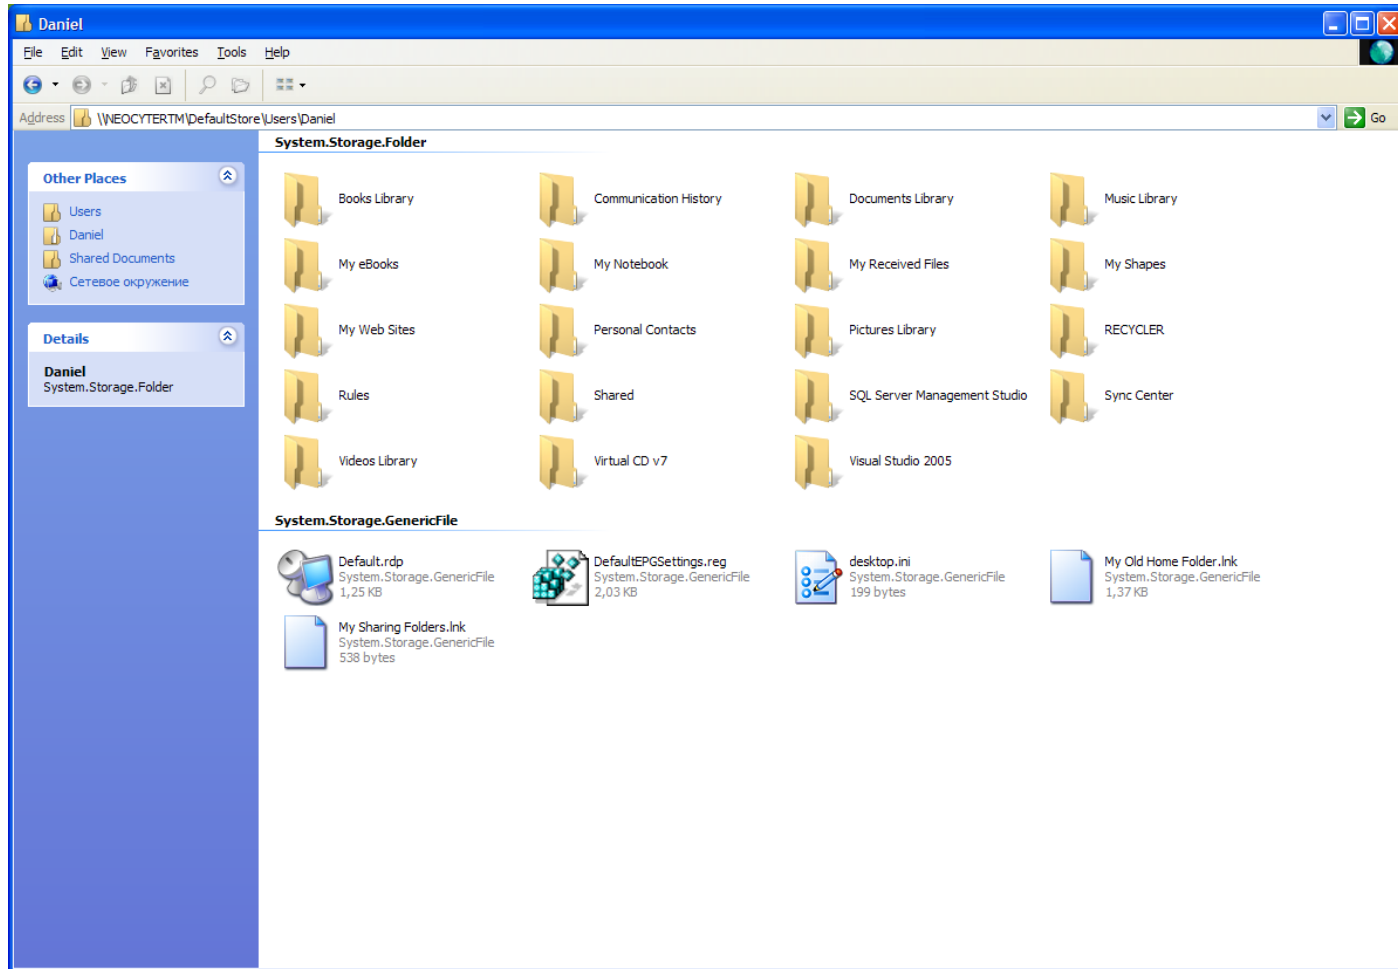 Daniel
File Edit View Favorites Tools Help
Address \\NEOCYTERTM\DefaultStore\Users\Daniel Go
Other Places
Users
Daniel
Shared Documents
Сетевое окружение
Details
Daniel
System.Storage.Folder
System.Storage.Folder
Books Library Communication History Documents Library Music Library
My eBooks My Notebook My Received Files My Shapes
My Web Sites Personal Contacts Pictures Library RECYCLER
Rules Shared SQL Server Management Studio Sync Center
Videos Library Virtual CD v7 Visual Studio 2005
System.Storage.GenericFile
Default.rdp DefaultEPGSettings.reg desktop.ini My Old Home Folder.lnk
System.Storage.GenericFile System.Storage.GenericFile System.Storage.GenericFile System.Storage.GenericFile
1,25 KB 2,03 KB 199 bytes 1,37 KB
My Sharing Folders.lnk
System.Storage.GenericFile
538 bytes